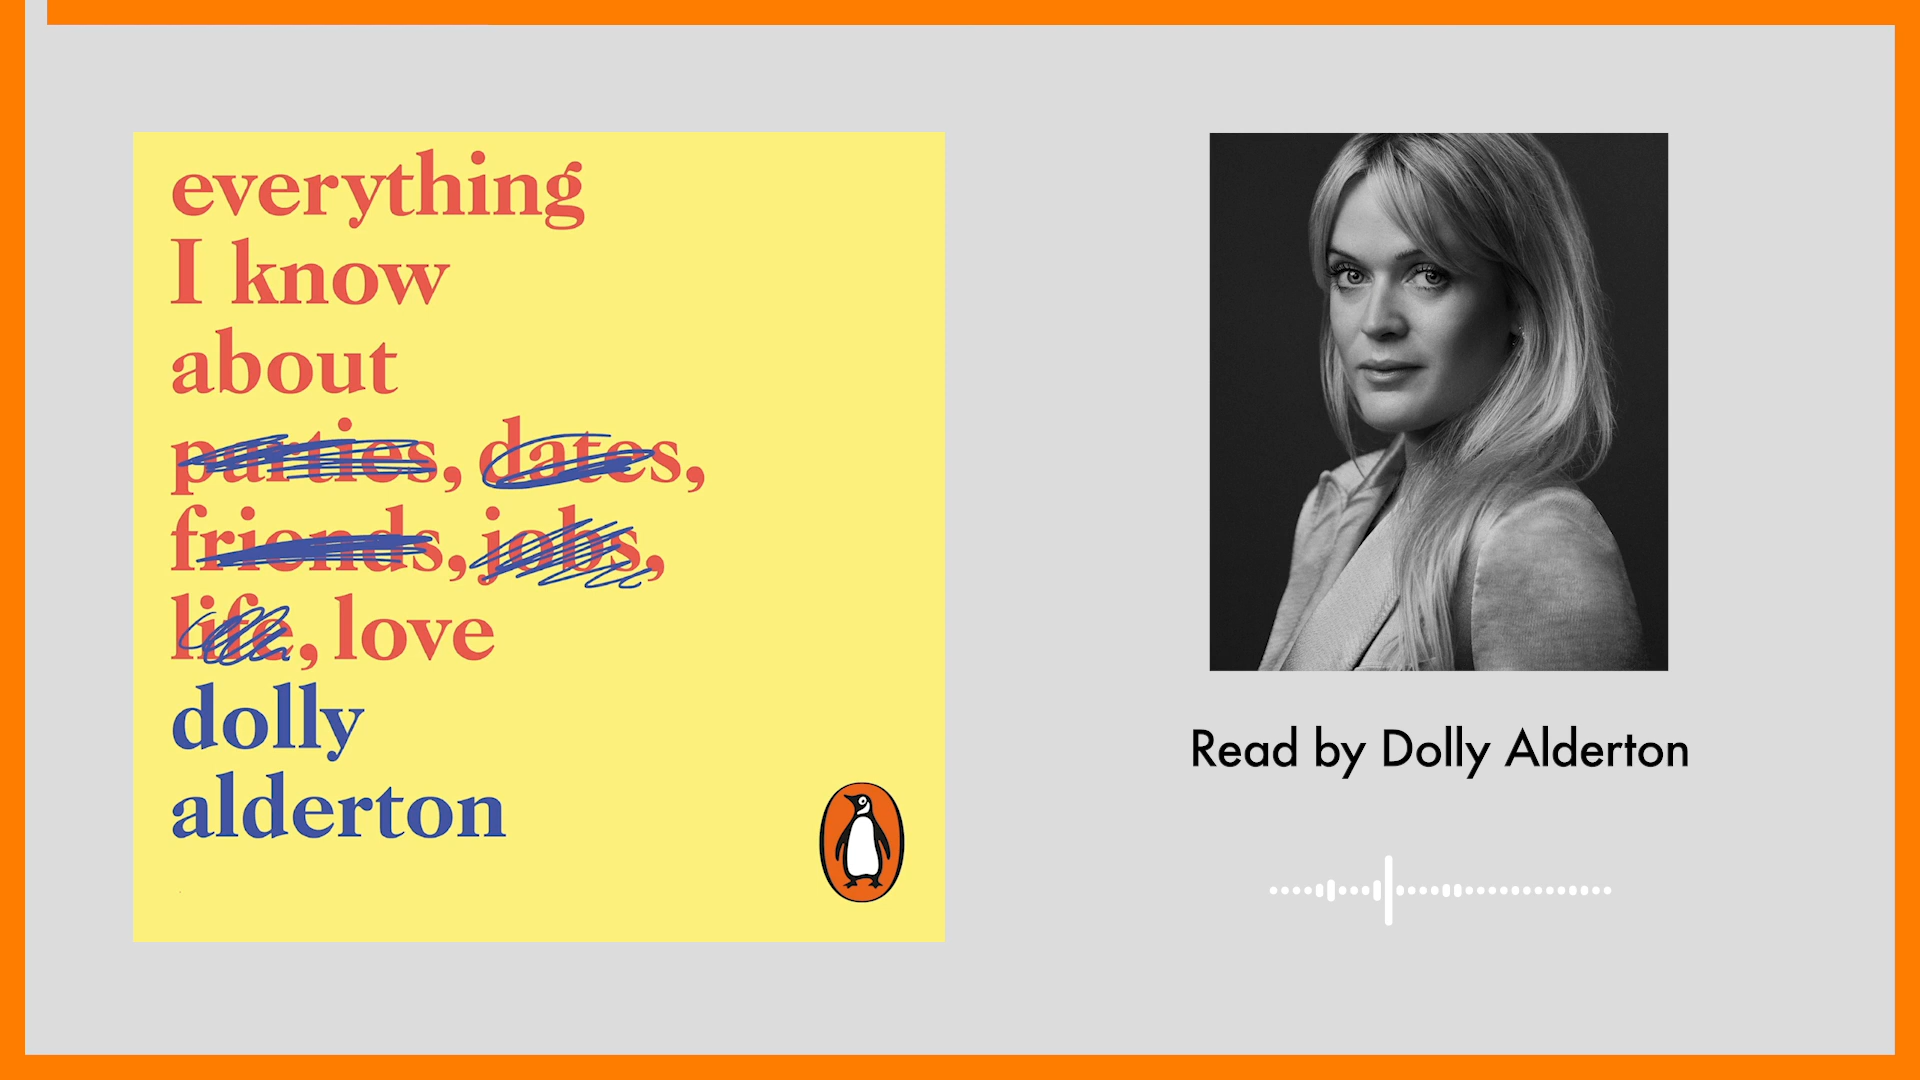 everything
I know
about
parties, dates,
friends, jobs,
life, love
dolly
alderton
Read by Dolly Alderton